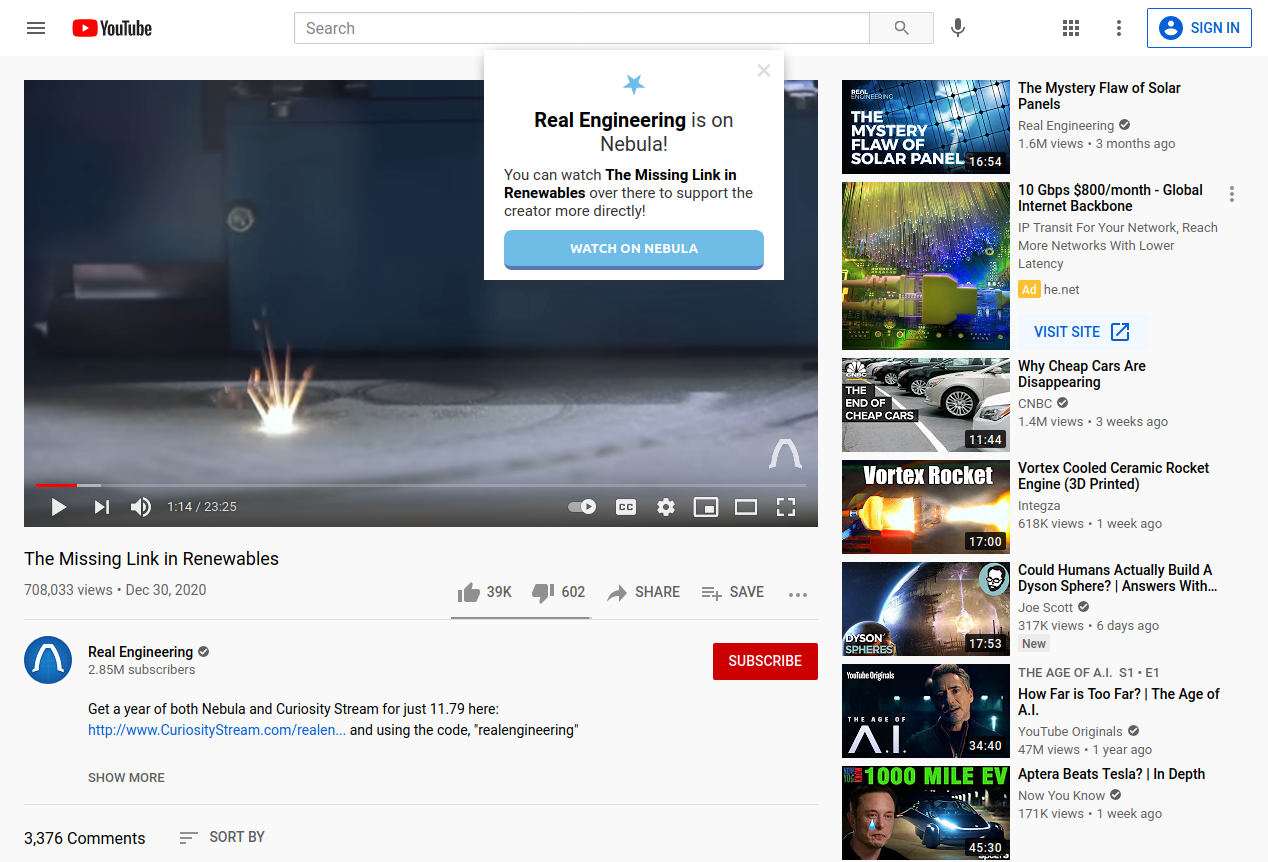 YouTube
Search
SIGN IN
Real Engineering is on
Nebula!
You can watch The Missing Link in
Renewables over there to support the
creator more directly!
WATCH ON NEBULA
1:14 / 23:25
CC
The Missing Link in Renewables
708,033 views • Dec 30, 2020
39K
602
SHARE
SAVE
Real Engineering
2.85M subscribers
SUBSCRIBE
Get a year of both Nebula and Curiosity Stream for just 11.79 here:
http://www.CuriosityStream.com/realen... and using the code, "realengineering"
SHOW MORE
3,376 Comments
SORT BY
REAL
ENGINEERING
THE
MYSTERY
FLAW OF
SOLAR PANEL
16:54
The Mystery Flaw of Solar
Panels
Real Engineering
1.6M views • 3 months ago
10 Gbps $800/month - Global
Internet Backbone
IP Transit For Your Network, Reach
More Networks With Lower
Latency
Ad he.net
VISIT SITE
CNBC
THE
END OF
CHEAP CARS
11:44
Why Cheap Cars Are
Disappearing
CNBC
1.4M views • 3 weeks ago
Vortex Rocket
17:00
Vortex Cooled Ceramic Rocket
Engine (3D Printed)
Integza
618K views • 1 week ago
DYSON
SPHERES
17:53
Could Humans Actually Build A
Dyson Sphere? | Answers With...
Joe Scott
317K views • 6 days ago
New
YouTube Originals
THE AGE OF
A.I.
34:40
THE AGE OF A.I. S1 • E1
How Far is Too Far? | The Age of
A.I.
YouTube Originals
47M views • 1 year ago
NOW YOU KNOW
1000 MILE EV
45:30
Aptera Beats Tesla? | In Depth
Now You Know
171K views • 1 week ago